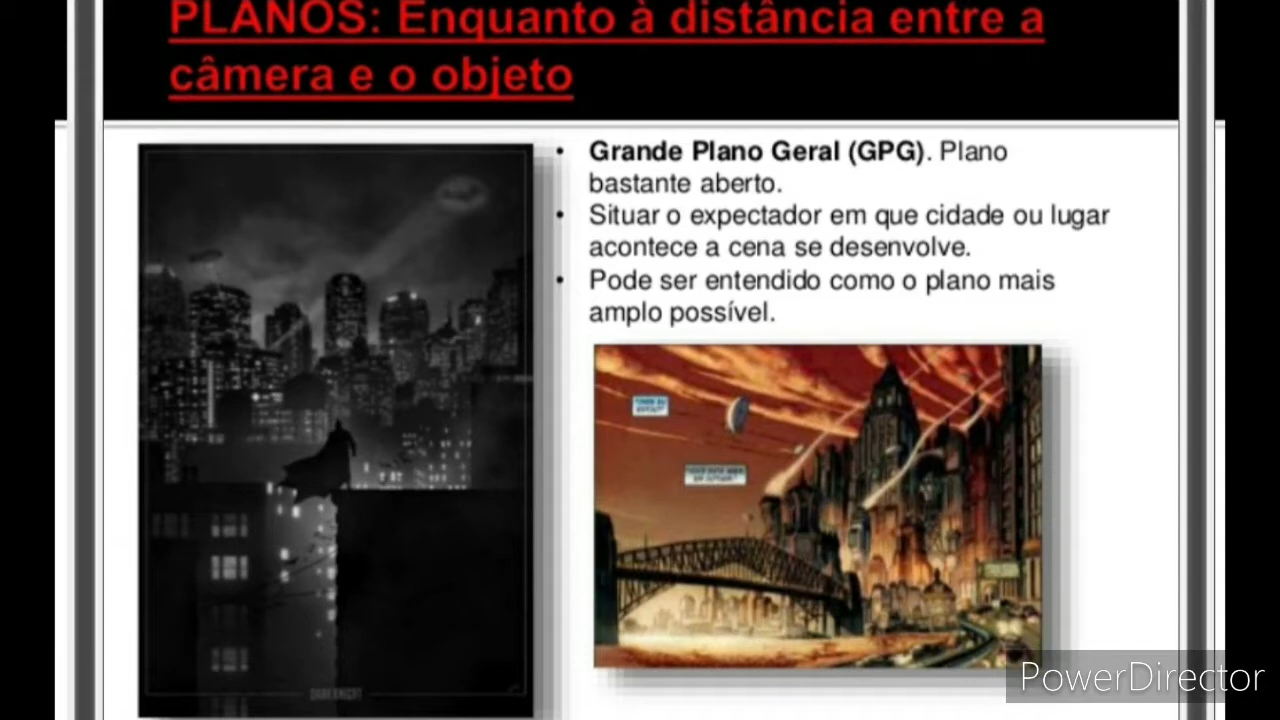 PLANOS: Enquanto à distância entre a
câmera e o objeto
• Grande Plano Geral (GPG). Plano
bastante aberto.
• Situar o expectador em que cidade ou lugar
acontece a cena se desenvolve.
• Pode ser entendido como o plano mais
amplo possível.
PowerDirector